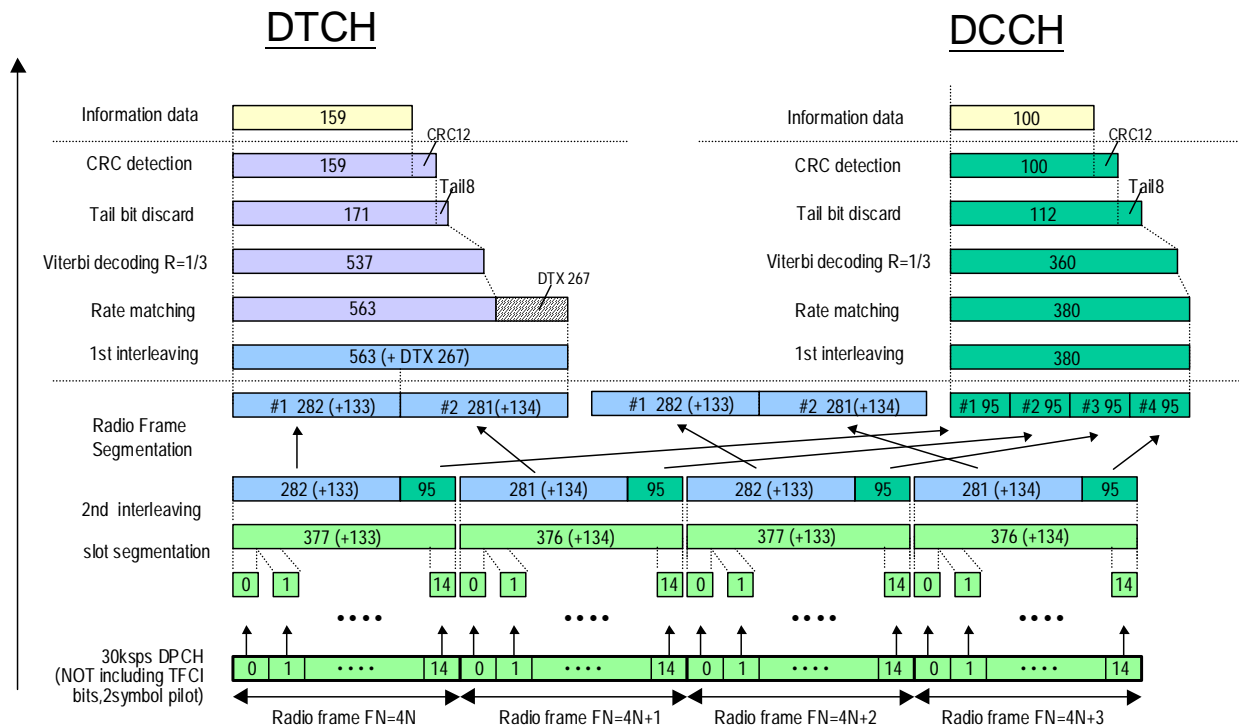 DTCH
DCCH
Information data
159
Information data
100
CRC12
CRC12
CRC detection
159
CRC detection
100
Tail8
Tail8
Tail bit discard
171
Tail bit discard
112
Viterbi decoding R=1/3
537
Viterbi decoding R=1/3
360
DTX 267
Rate matching
563
Rate matching
380
1st interleaving
563 (+ DTX 267)
1st interleaving
380
#1 282 (+133)
#2 281(+134)
#1 282 (+133)
#2 281(+134)
#1 95
#2 95
#3 95
#4 95
Radio Frame
Segmentation
282 (+133)
95
281 (+134)
95
282 (+133)
95
281 (+134)
95
2nd interleaving
377 (+133)
376 (+134)
377 (+133)
376 (+134)
slot segmentation
0
1
14
0
1
14
0
1
14
0
1
14
• • • •
• • • •
• • • •
• • • •
30ksps DPCH
(NOT including TFCI
bits,2symbol pilot)
0
1
• • • •
14
0
1
• • • •
14
0
1
• • • •
14
0
1
• • • •
14
Radio frame FN=4N
Radio frame FN=4N+1
Radio frame FN=4N+2
Radio frame FN=4N+3